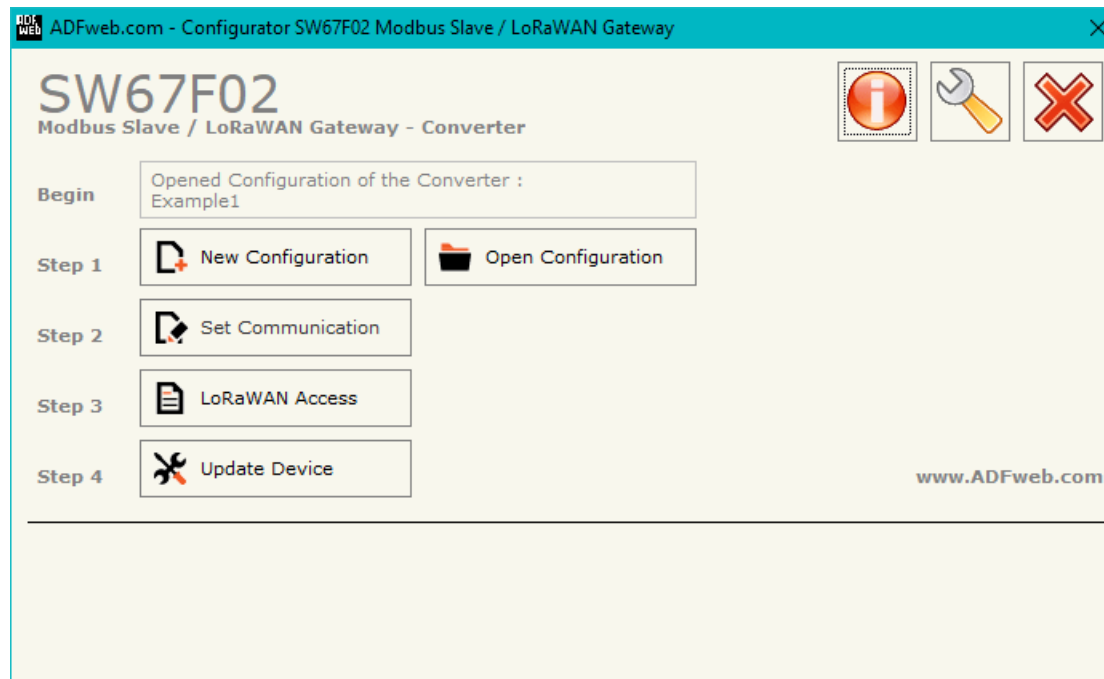 ADF WEB ADFweb.com - Configurator SW67F02 Modbus Slave / LoRaWAN Gateway
SW67F02
Modbus Slave / LoRaWAN Gateway - Converter
Begin
Opened Configuration of the Converter :
Example1
Step 1
New Configuration
Open Configuration
Step 2
Set Communication
Step 3
LoRaWAN Access
Step 4
Update Device
www.ADFweb.com